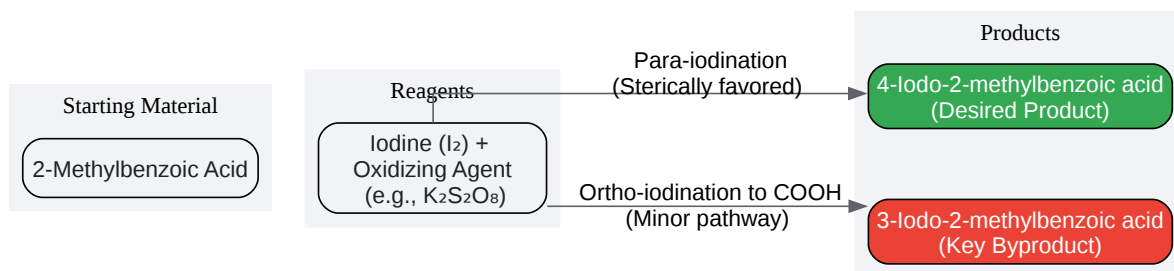 Starting Material
2-Methylbenzoic Acid
Reagents
Iodine (I₂) +
Oxidizing Agent
(e.g., K₂S₂O₈)
Para-iodination
(Sterically favored)
Ortho-iodination to COOH
(Minor pathway)
Products
4-Iodo-2-methylbenzoic acid
(Desired Product)
3-Iodo-2-methylbenzoic acid
(Key Byproduct)